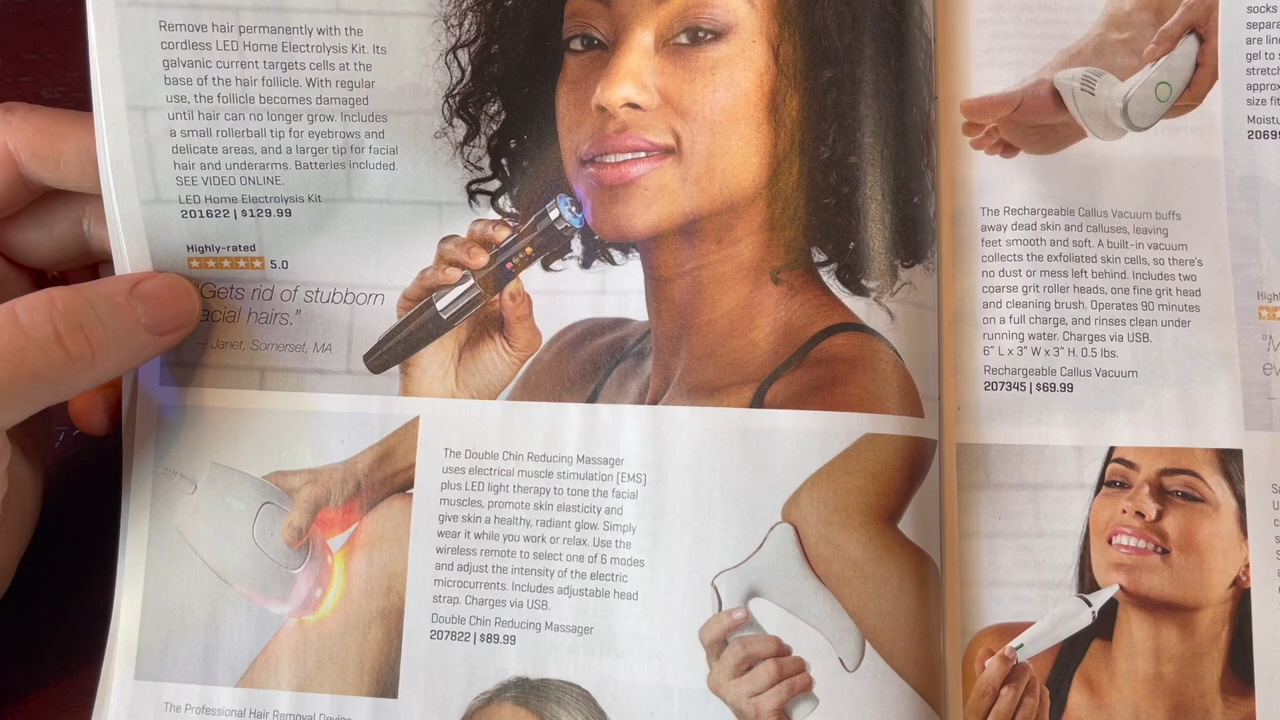 Remove hair permanently with the
cordless LED Home Electrolysis Kit. Its
galvanic current targets cells at the
base of the hair follicle. With regular
use, the follicle becomes damaged
until hair can no longer grow. Includes
a small rollerball tip for eyebrows and
delicate areas, and a larger tip for facial
hair and underarms. Batteries included.
SEE VIDEO ONLINE.
LED Home Electrolysis Kit
201622 | $129.99
Highly-rated
5.0
"Gets rid of stubborn
acial hairs."
— Janet, Somerset, MA
The Double Chin Reducing Massager
uses electrical muscle stimulation (EMS)
plus LED light therapy to tone the facial
muscles, promote skin elasticity and
give skin a healthy, radiant glow. Simply
wear it while you work or relax. Use the
wireless remote to select one of 6 modes
and adjust the intensity of the electric
microcurrents. Includes adjustable head
strap. Charges via USB.
Double Chin Reducing Massager
207822 | $89.99
The Professional Hair Removal Device
The Rechargeable Callus Vacuum buffs
away dead skin and calluses, leaving
feet smooth and soft. A built-in vacuum
collects the exfoliated skin cells, so there's
no dust or mess left behind. Includes two
coarse grit roller heads, one fine grit head
and cleaning brush. Operates 90 minutes
on a full charge, and rinses clean under
running water. Charges via USB.
6" L x 3" W x 3" H. 0.5 lbs.
Rechargeable Callus Vacuum
207345 | $69.99
socks
separa
are lin
gel to s
stretch
approx
size fit
Moistu
2069
Highl
"M
ev